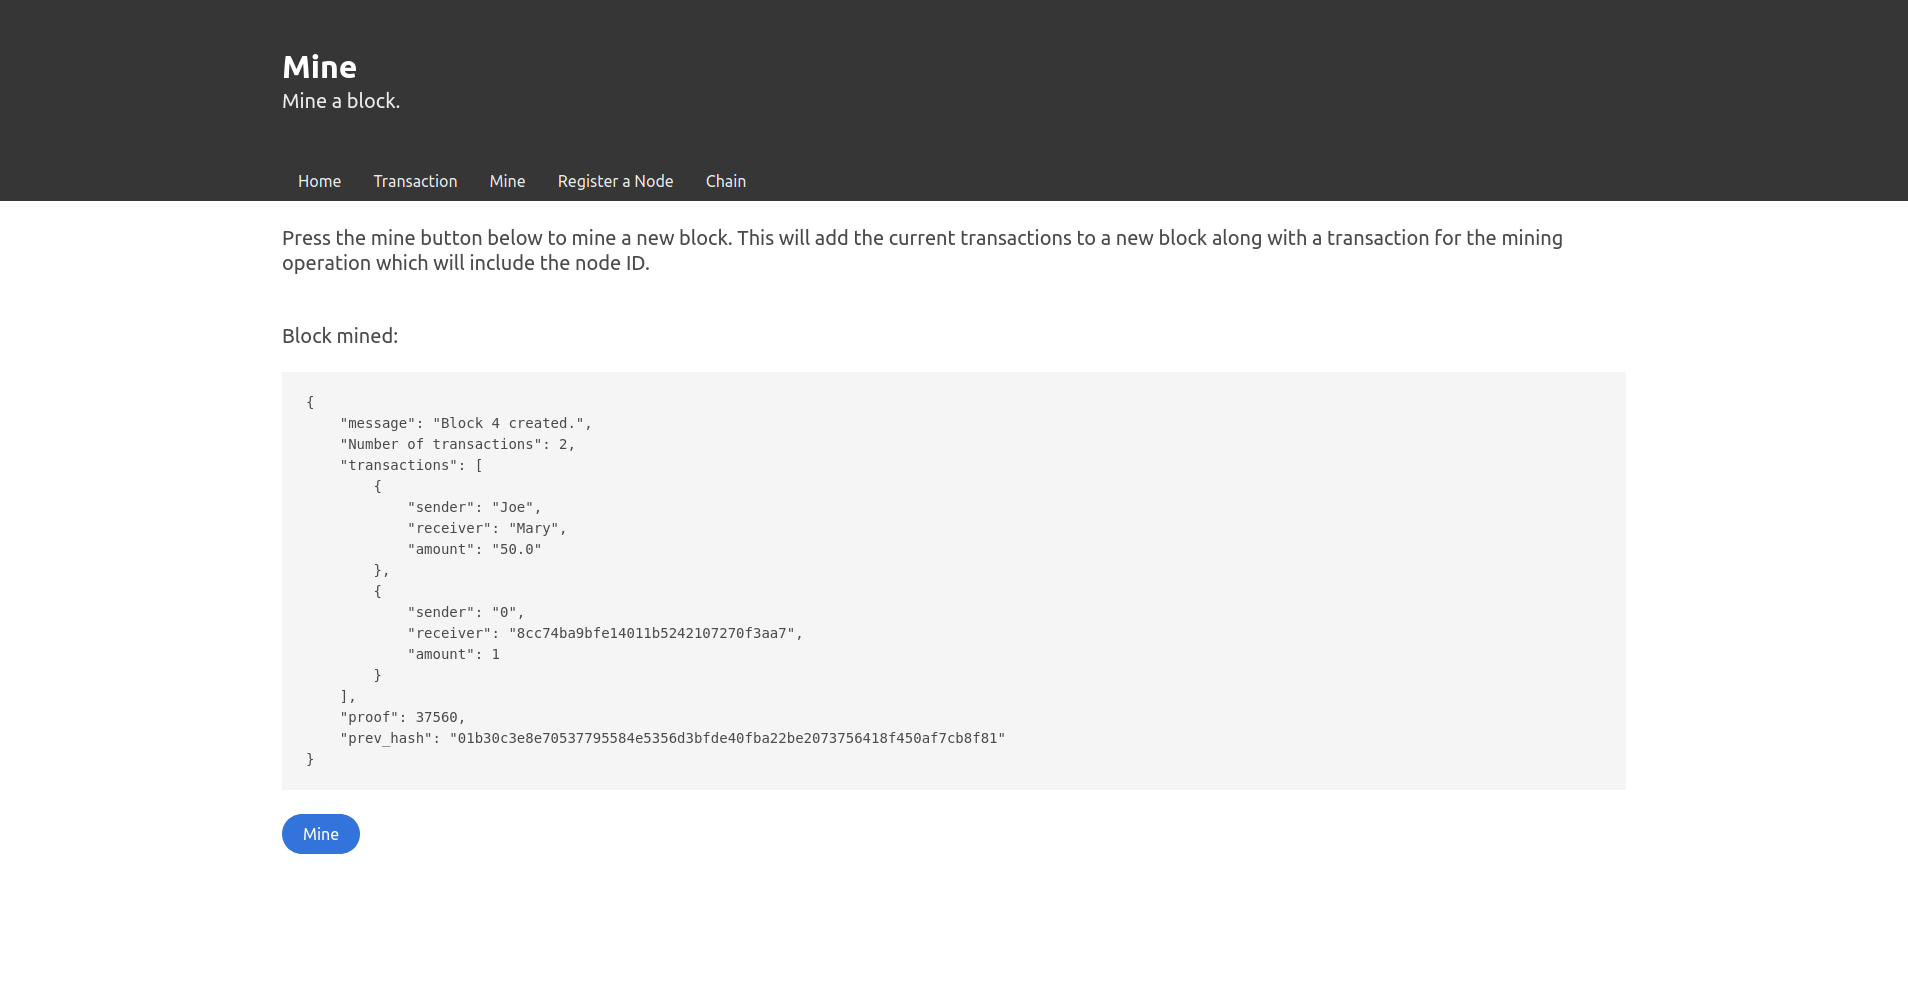 Mine
Mine a block.
Home Transaction Mine Register a Node Chain
Press the mine button below to mine a new block. This will add the current transactions to a new block along with a transaction for the mining
operation which will include the node ID.
Block mined:
{
    "message": "Block 4 created.",
    "Number of transactions": 2,
    "transactions": [
        {
            "sender": "Joe",
            "receiver": "Mary",
            "amount": "50.0"
        },
        {
            "sender": "0",
            "receiver": "8cc74ba9bfe14011b5242107270f3aa7",
            "amount": 1
        }
    ],
    "proof": 37560,
    "prev_hash": "01b30c3e8e70537795584e5356d3bfde40fba22be2073756418f450af7cb8f81"
}
Mine